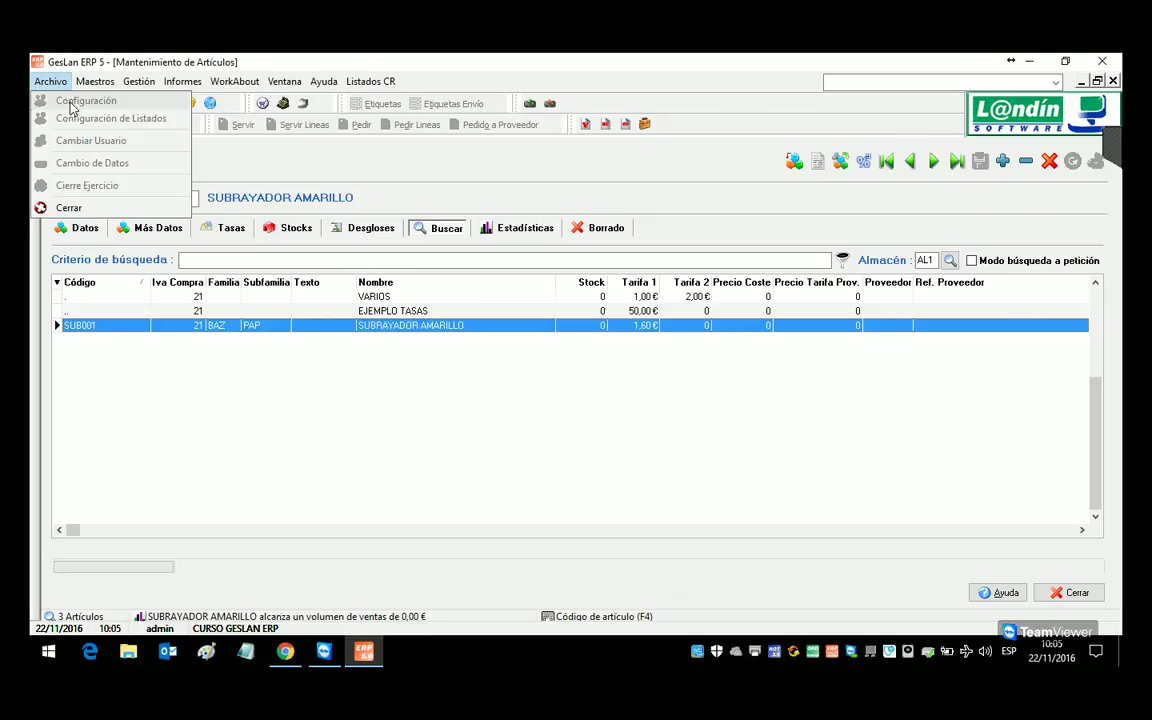 GesLan ERP 5 - [Mantenimiento de Artículos]
Archivo Maestros Gestión Informes WorkAbout Ventana Ayuda Listados CR
Configuración
Configuración de Listados
Cambiar Usuario
Cambio de Datos
Cierre Ejercicio
Cerrar
Etiquetas Etiquetas Envío
Servir Servir Lineas Pedir Pedir Lineas Pedido a Proveedor
L@ndín
SOFTWARE
SUBRAYADOR AMARILLO
Datos Más Datos Tasas Stocks Desgloses Buscar Estadísticas Borrado
Criterio de búsqueda : Almacén: AL1 Modo búsqueda a petición
Código Iva Compra Familia Subfamilia Texto Nombre Stock Tarifa 1 Tarifa 2 Precio Coste Precio Tarifa Prov. Proveedor Ref. Proveedor
. 21 VARIOS 0 1,00 € 2,00 € 0 0
.. 21 EJEMPLO TASAS 0 50,00 € 0 0 0
SUB001 21 BAZ PAP SUBRAYADOR AMARILLO 0 1,60 € 0 0 0
Ayuda Cerrar
3 Artículos SUBRAYADOR AMARILLO alcanza un volumen de ventas de 0,00 € Código de artículo (F4)
22/11/2016 10:05 admin CURSO GESLAN ERP
TeamViewer
ERP
ESP
10:05
22/11/2016